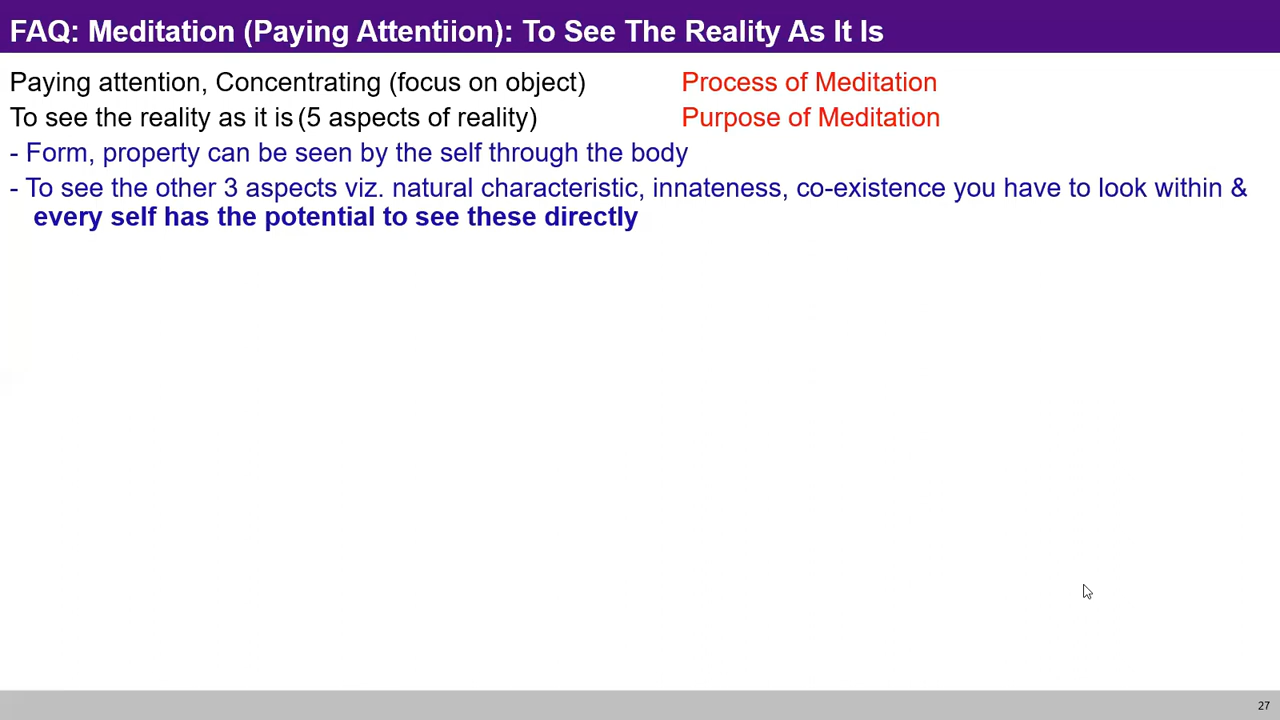 FAQ: Meditation (Paying Attentiion): To See The Reality As It Is
Paying attention, Concentrating (focus on object) Process of Meditation
To see the reality as it is (5 aspects of reality) Purpose of Meditation
- Form, property can be seen by the self through the body
- To see the other 3 aspects viz. natural characteristic, innateness, co-existence you have to look within &
every self has the potential to see these directly
27